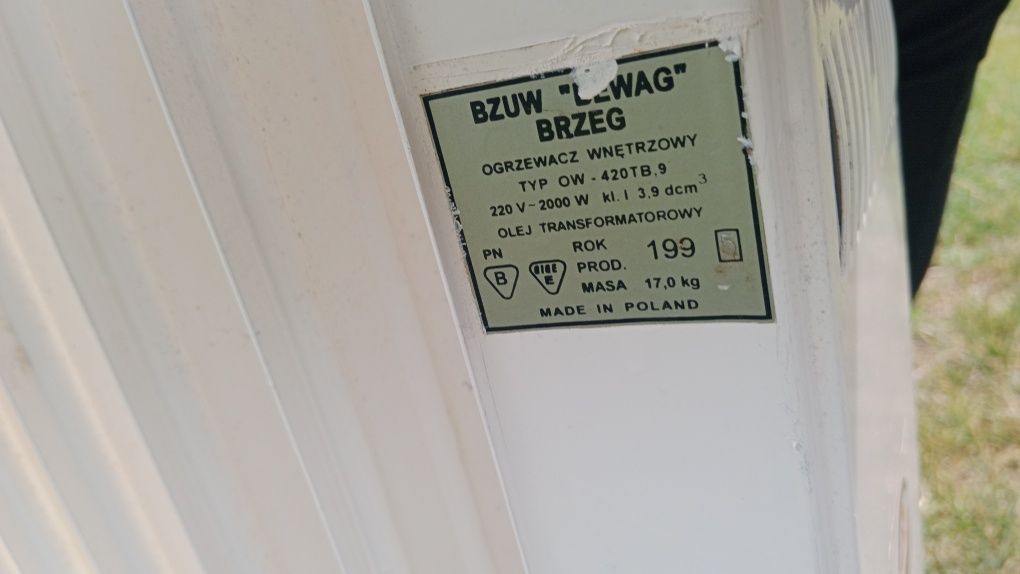 BZUW "BEWAG"
BRZEG
OGRZEWACZ WNĘTRZOWY
TYP OW - 420TB,9
220 V ~ 2000 W kl. I 3,9 dcm³
OLEJ TRANSFORMATOROWY
PN ROK
PROD. 199
B E MASA 17,0 kg
MADE IN POLAND